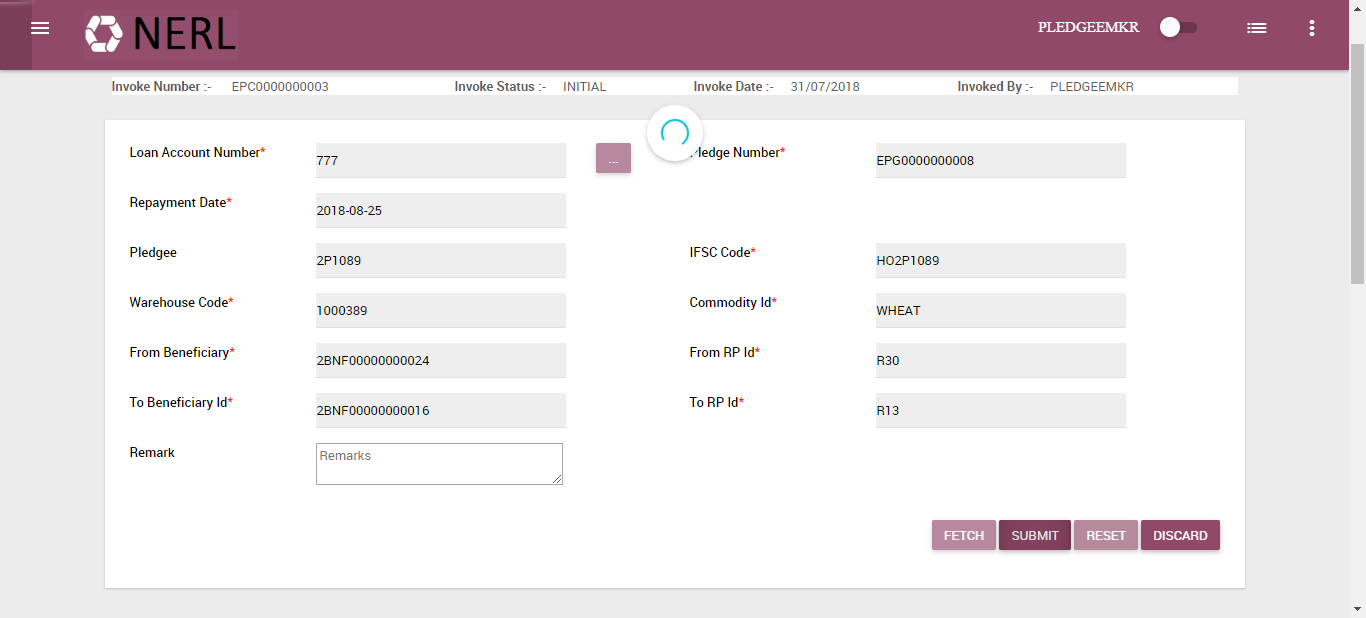 NERL
PLEDGEEMKR
Invoke Number :- EPC0000000003 Invoke Status :- INITIAL Invoke Date :- 31/07/2018 Invoked By :- PLEDGEEMKR
Loan Account Number* 777 ... Pledge Number* EPG0000000008
Repayment Date* 2018-08-25
Pledgee 2P1089 IFSC Code* HO2P1089
Warehouse Code* 1000389 Commodity Id* WHEAT
From Beneficiary* 2BNF00000000024 From RP Id* R30
To Beneficiary Id* 2BNF00000000016 To RP Id* R13
Remark Remarks
FETCH SUBMIT RESET DISCARD